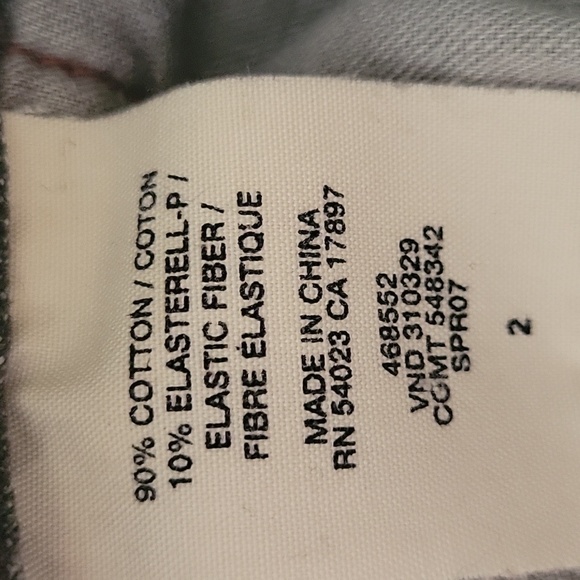 90% COTTON / COTON
10% ELASTERELL-P /
ELASTIC FIBER /
FIBRE ÉLASTIQUE
MADE IN CHINA
RN 54023 CA 17897
468552
VND 310329
CGMT 548342
SPR07
2